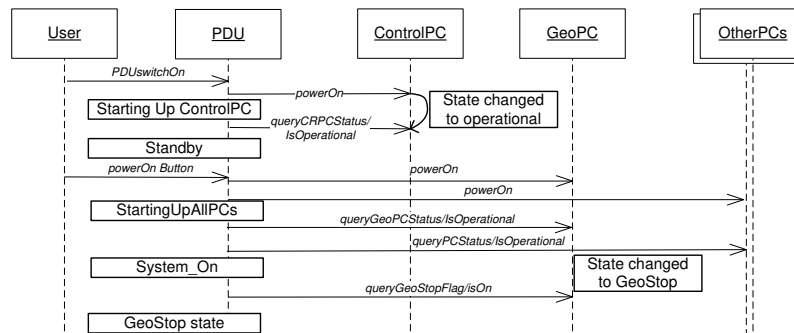 User
PDU
ControlPC
GeoPC
OtherPCs
PDUswitchOn
powerOn
Starting Up ControlPC
State changed
to operational
queryCRPCStatus/
IsOperational
Standby
powerOn Button
powerOn
powerOn
StartingUpAllPCs
queryGeoPCStatus/IsOperational
queryPCStatus/IsOperational
System_On
State changed
to GeoStop
queryGeoStopFlag/isOn
GeoStop state